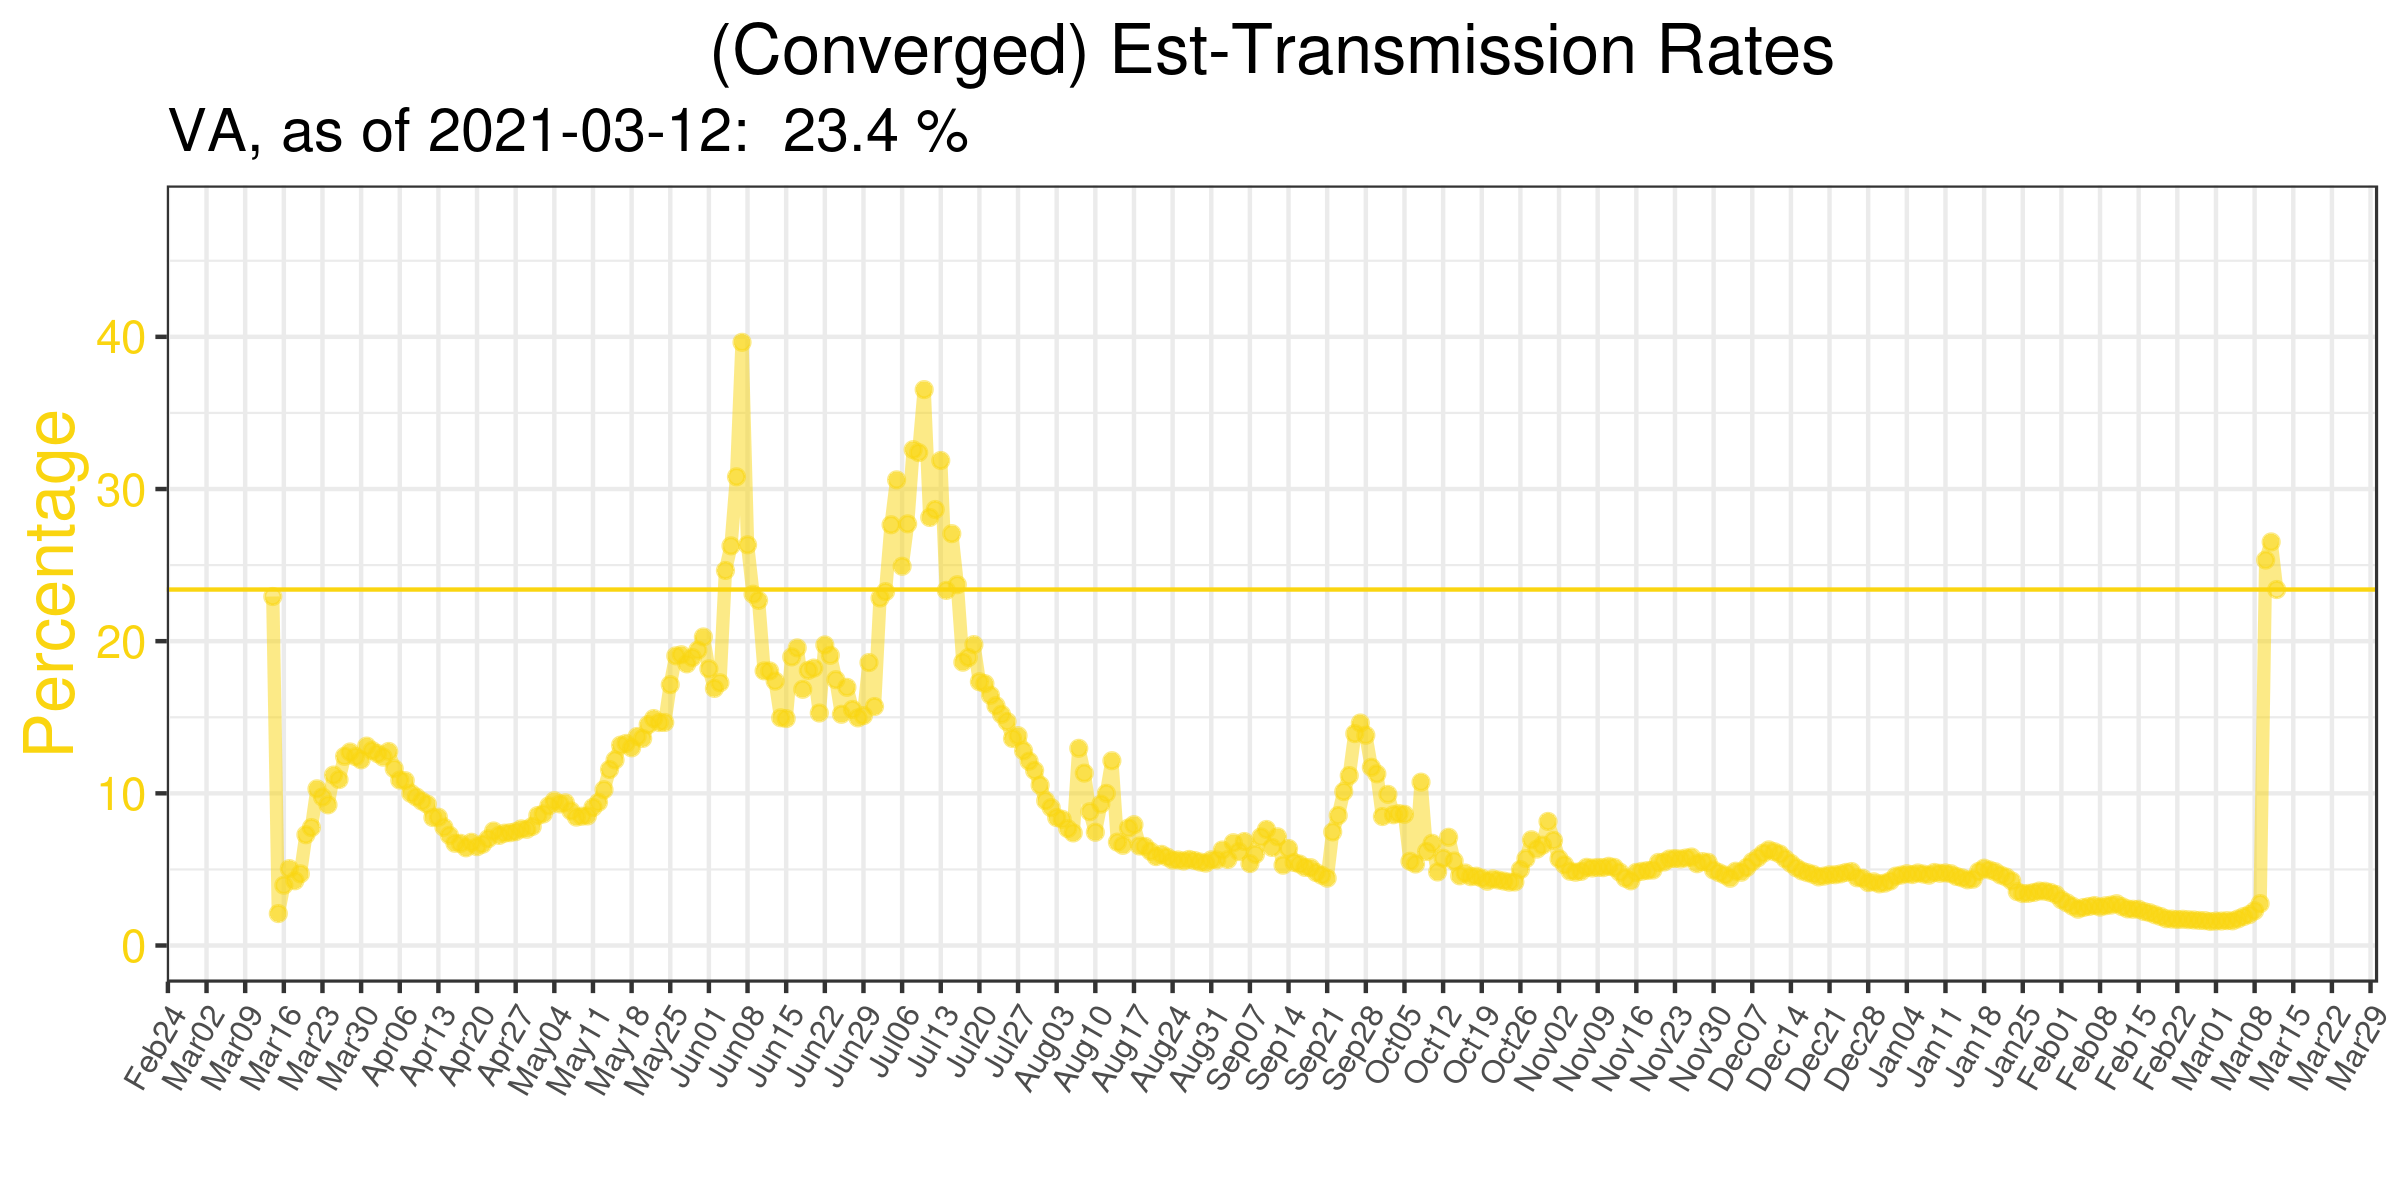 (Converged) Est-Transmission Rates
VA, as of 2021-03-12: 23.4 %
Percentage
40
30
20
10
0
Feb24
Mar02
Mar09
Mar16
Mar23
Mar30
Apr06
Apr13
Apr20
Apr27
May04
May11
May18
May25
Jun01
Jun08
Jun15
Jun22
Jun29
Jul06
Jul13
Jul20
Jul27
Aug03
Aug10
Aug17
Aug24
Aug31
Sep07
Sep14
Sep21
Sep28
Oct05
Oct12
Oct19
Oct26
Nov02
Nov09
Nov16
Nov23
Nov30
Dec07
Dec14
Dec21
Dec28
Jan04
Jan11
Jan18
Jan25
Feb01
Feb08
Feb15
Feb22
Mar01
Mar08
Mar15
Mar22
Mar29